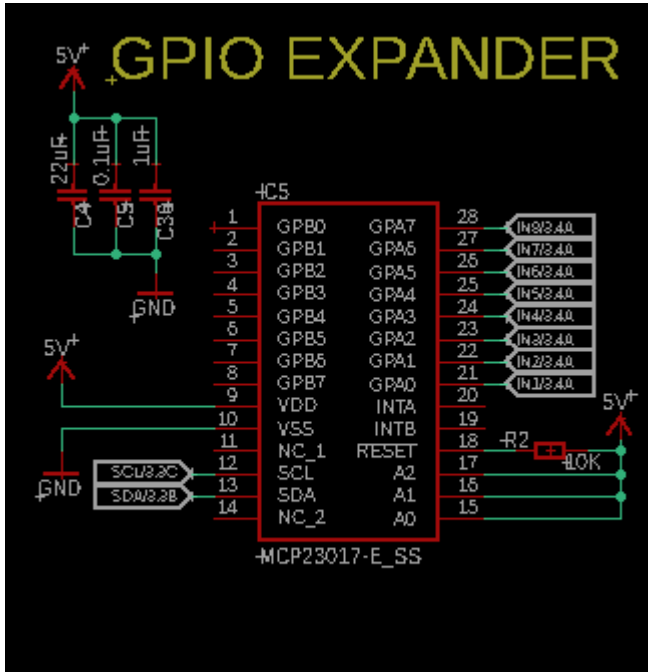 GPIO EXPANDER
5V
22uF
0.1uF
1uF
C4
GND
5V
GND
SCL/3.3C
SDA/3.3B
IC5
1 GPB0 GPA7 28 IN8/3.4A
2 GPB1 GPA6 27 IN7/3.4A
3 GPB2 GPA5 26 IN6/3.4A
4 GPB3 GPA4 25 IN5/3.4A
5 GPB4 GPA3 24 IN4/3.4A
6 GPB5 GPA2 23 IN3/3.4A
7 GPB6 GPA1 22 IN2/3.4A
8 GPB7 GPA0 21 IN1/3.4A
9 VDD INTA 20
10 VSS INTB 19
11 NC_1 RESET 18
12 SCL A2 17
13 SDA A1 16
14 NC_2 A0 15
R2
10K
5V
MCP23017-E_SS